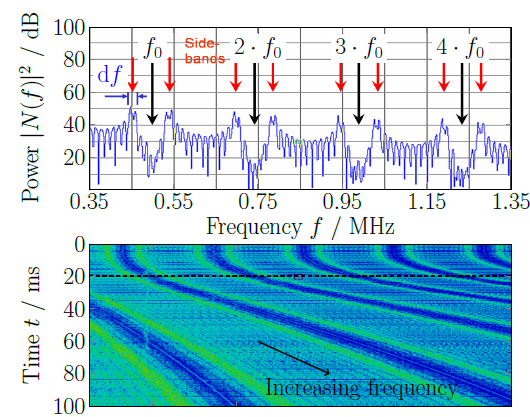 100
80
60
40
20
Power |N(f)|² / dB
df
f₀
Side-
bands
2 · f₀
3 · f₀
4 · f₀
0.35
0.55
0.75
0.95
1.15
1.35
Frequency f / MHz
0
20
40
60
80
100
Time t / ms
Increasing frequency